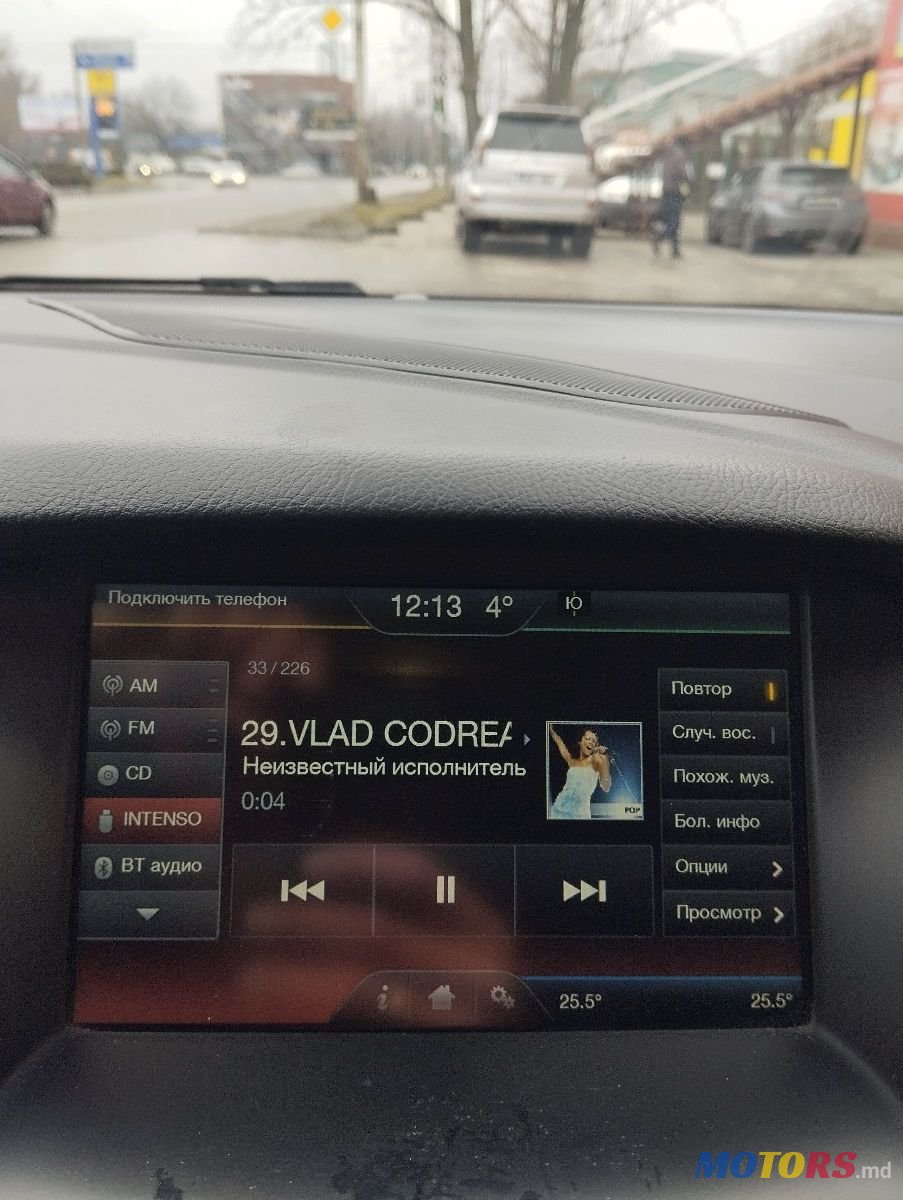 Подключить телефон
12:13 4° Ю
33 / 226
AM
FM
CD
INTENSO
BT аудио
29.VLAD CODREA
Неизвестный исполнитель
0:04
POP
Повтор
Случ. вос.
Похож. муз.
Бол. инфо
Опции
Просмотр
i
25.5° 25.5°
MOTORS.md